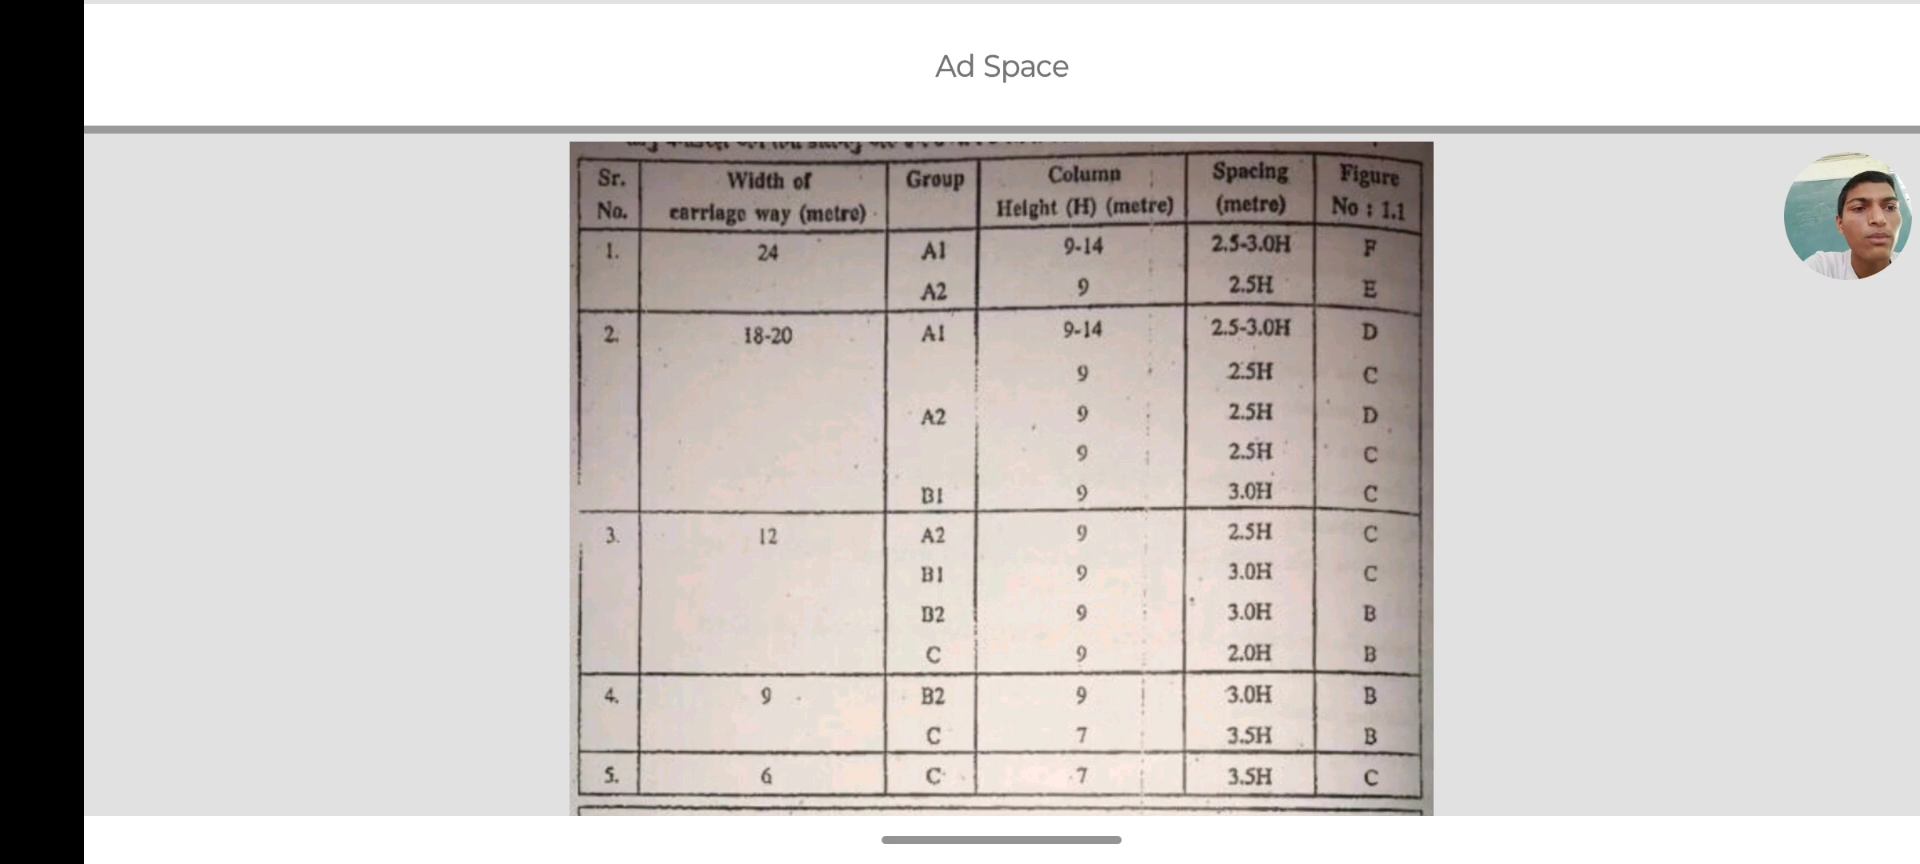 Ad Space
Sr. No. | Width of carriage way (metre) | Group | Column Height (H) (metre) | Spacing (metre) | Figure No : 1.1
1. | 24 | A1 | 9-14 | 2.5-3.0H | F
A2 | 9 | 2.5H | E
2. | 18-20 | A1 | 9-14 | 2.5-3.0H | D
9 | 2.5H | C
A2 | 9 | 2.5H | D
9 | 2.5H | C
B1 | 9 | 3.0H | C
3. | 12 | A2 | 9 | 2.5H | C
B1 | 9 | 3.0H | C
B2 | 9 | 3.0H | B
C | 9 | 2.0H | B
4. | 9 | B2 | 9 | 3.0H | B
C | 7 | 3.5H | B
5. | 6 | C | 7 | 3.5H | C